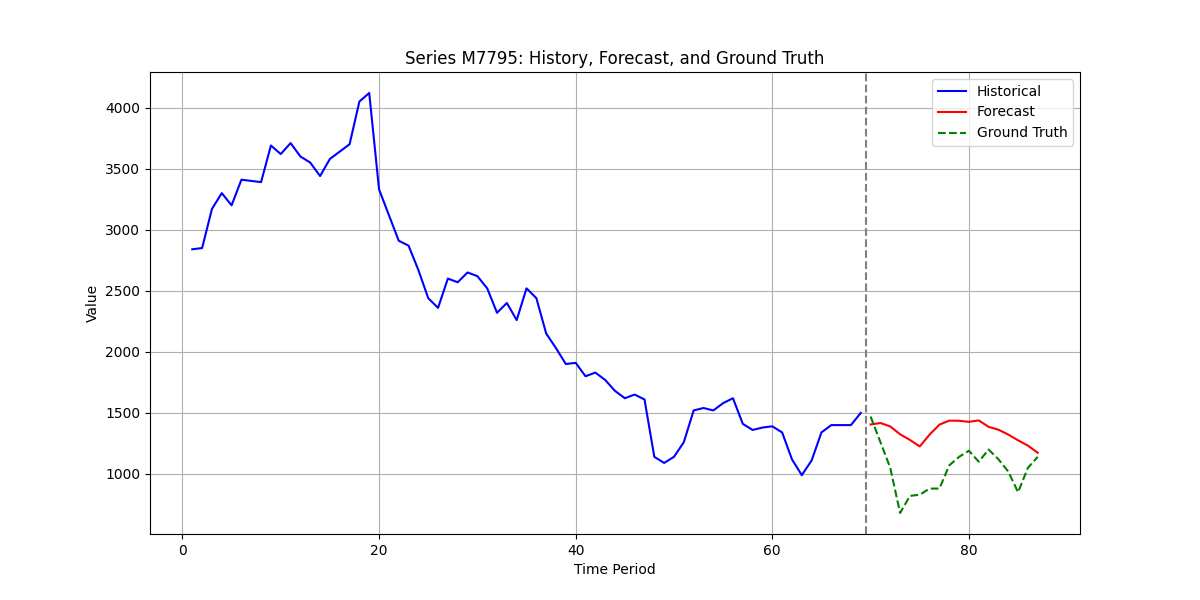 Series M7795: History, Forecast, and Ground Truth
Historical
Forecast
Ground Truth
Value
4000
3500
3000
2500
2000
1500
1000
0 20 40 60 80
Time Period